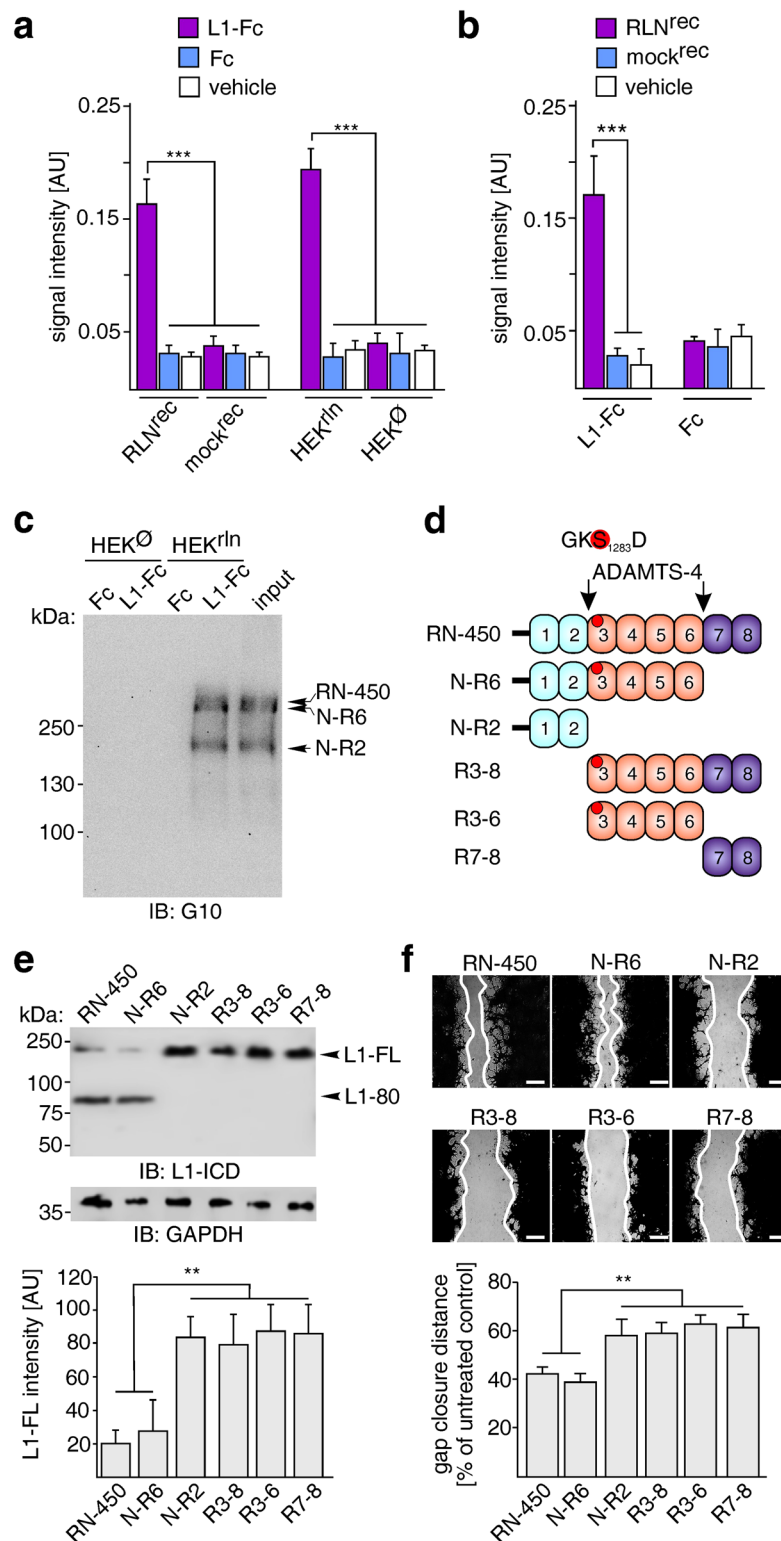 a
L1-Fc
Fc
vehicle
signal intensity [AU]
0.25
0.15
0.05
***
***
RLNrec
mockrec
HEKrln
HEKØ
b
RLNrec
mockrec
vehicle
signal intensity [AU]
0.25
0.15
0.05
***
L1-Fc
Fc
c
HEKØ HEKrln
kDa: Fc L1-Fc Fc L1-Fc input
RN-450
N-R6
250
N-R2
130
100
IB: G10
d
GKS1283D
ADAMTS-4
RN-450 1 2 3 4 5 6 7 8
N-R6 1 2 3 4 5 6
N-R2 1 2
R3-8 3 4 5 6 7 8
R3-6 3 4 5 6
R7-8 7 8
e
RN-450 N-R6 N-R2 R3-8 R3-6 R7-8
kDa:
250
L1-FL
100
L1-80
75
50
IB: L1-ICD
35
IB: GAPDH
L1-FL intensity [AU]
120
100
80
60
40
20
**
RN-450 N-R6 N-R2 R3-8 R3-6 R7-8
f
RN-450 N-R6 N-R2
R3-8 R3-6 R7-8
gap closure distance
[% of untreated control]
80
60
40
20
**
RN-450 N-R6 N-R2 R3-8 R3-6 R7-8